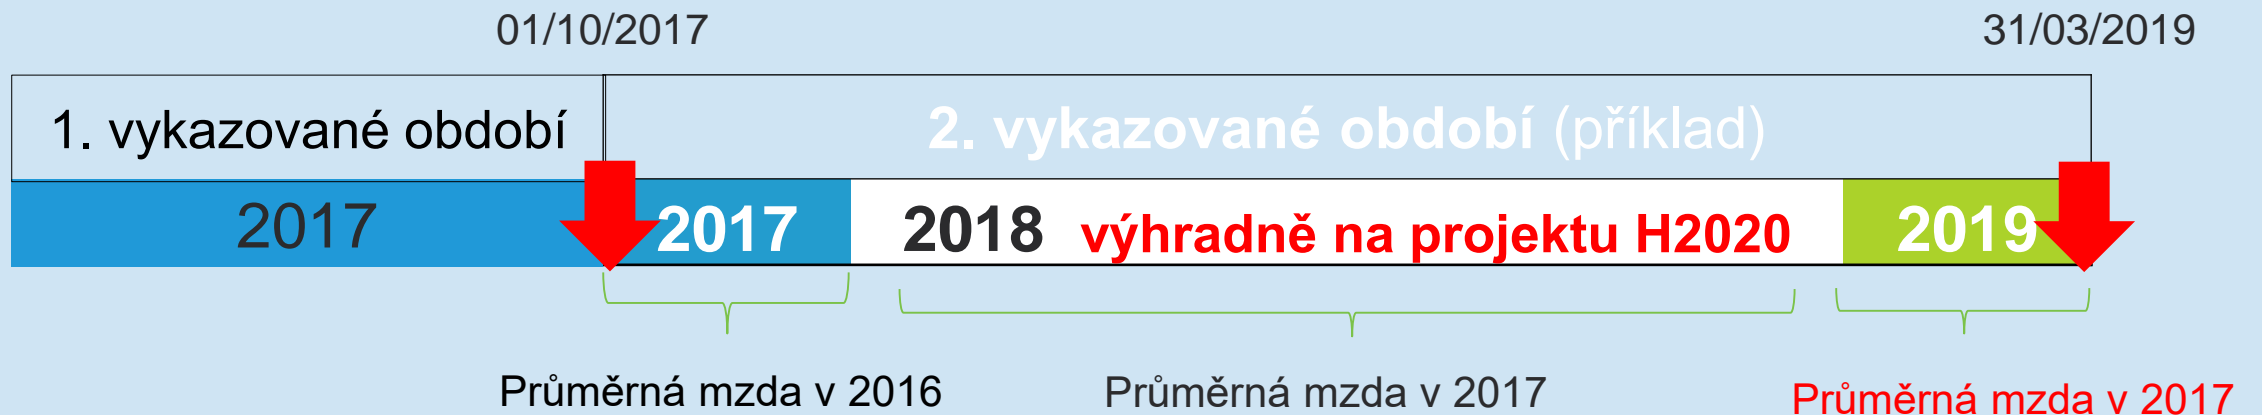 01/10/2017 31/03/2019
1. vykazované období 2. vykazované období (příklad)
2017 2017 2018 výhradně na projektu H2020 2019
Průměrná mzda v 2016 Průměrná mzda v 2017 Průměrná mzda v 2017